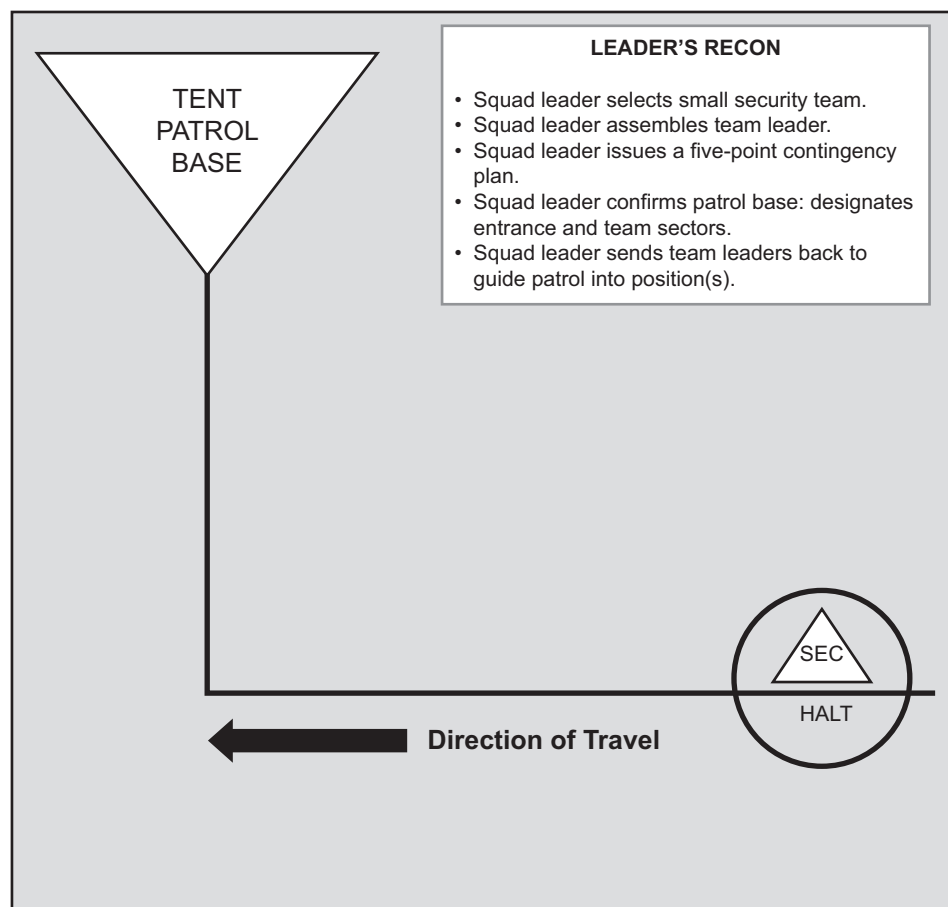 TENT
PATROL
BASE
LEADER'S RECON
• Squad leader selects small security team.
• Squad leader assembles team leader.
• Squad leader issues a five-point contingency
plan.
• Squad leader confirms patrol base: designates
entrance and team sectors.
• Squad leader sends team leaders back to
guide patrol into position(s).
SEC
HALT
Direction of Travel